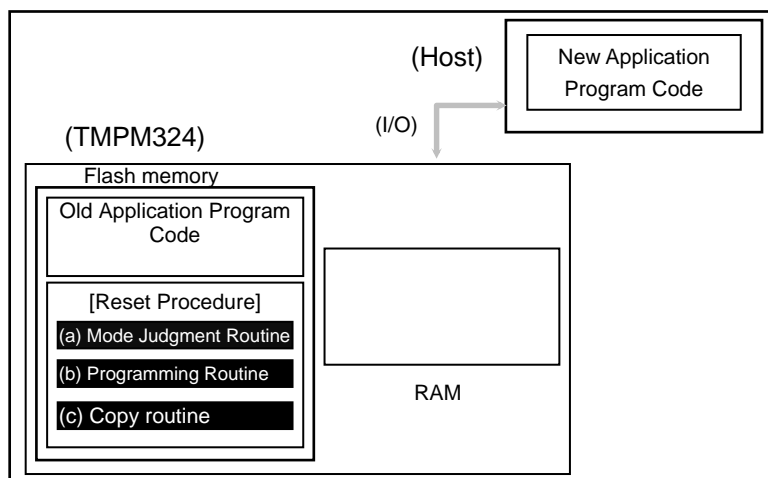 (Host)
New Application
Program Code
(I/O)
(TMPM324)
Flash memory
Old Application Program
Code
[Reset Procedure]
(a) Mode Judgment Routine
(b) Programming Routine
(c) Copy routine
RAM